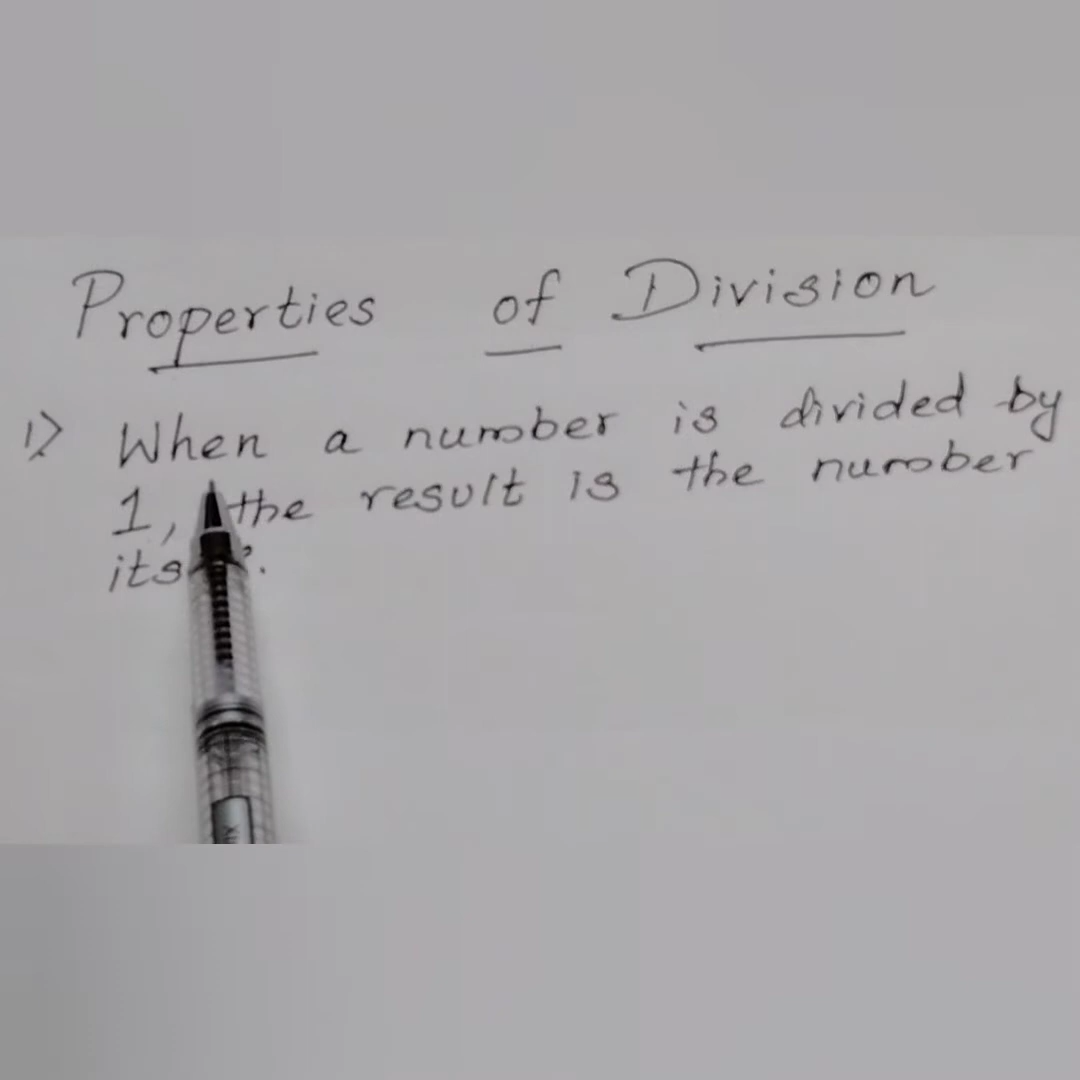 Properties of Division
1) When a number is divided by
1, the result is the number